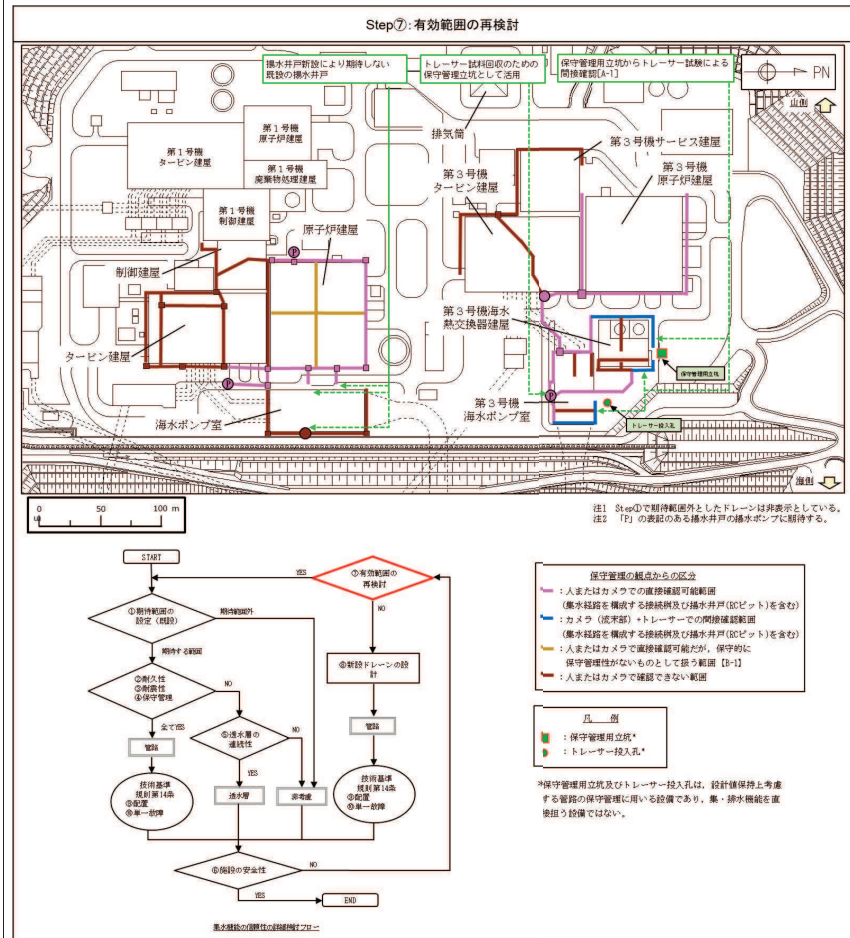 Step⑦:有効範囲の再検討
揚水井戸新設により期待しない
既設の揚水井戸
トレーサー試料回収のための
保守管理立坑として活用
保守管理用立坑からトレーサー試験による
間接確認[A-1]
PN
山側
排気筒
第1号機
タービン建屋
第1号機
原子炉建屋
第1号機
廃棄物処理建屋
第1号機
制御建屋
原子炉建屋
制御建屋
タービン建屋
海水ポンプ室
第3号機サービス建屋
第3号機
タービン建屋
第3号機
原子炉建屋
第3号機海水
熱交換器建屋
第3号機
海水ポンプ室
保守管理用立坑
トレーサー投入孔
P
P
P
海側
0 50 100 m
注1 Step①で期待範囲外としたドレーンは非表示としている。
注2 「P」の表記のある揚水井戸の揚水ポンプに期待する。
START
YES
⑦有効範囲の
再検討
①期待範囲の
設定(既設)
期待範囲外
NO
期待する範囲
⑧新設ドレーンの設
計
②耐久性
③耐震性
④保守管理
NO
⑤透水層の
連続性
NO
管路
全てYES
管路
YES
技術基準
規則第14条
⑨配置
⑩単一故障
透水層
非考慮
技術基準
規則第14条
⑨配置
⑩単一故障
⑥施設の安全性
NO
YES
END
集水機能の信頼性の詳細検討フロー
保守管理の観点からの区分
:人またはカメラでの直接確認可能範囲
(集水経路を構成する接続桝及び揚水井戸(RCピット)を含む)
:カメラ(流末部)+トレーサーでの間接確認範囲
(集水経路を構成する接続桝及び揚水井戸(RCピット)を含む)
:人またはカメラで直接確認可能だが,保守的に
保守管理性がないものとして扱う範囲【B-1】
:人またはカメラで確認できない範囲
凡 例
:保守管理用立坑*
:トレーサー投入孔*
*保守管理用立坑及びトレーサー投入孔は,設計値保持上考慮
する管路の保守管理に用いる設備であり,集・排水機能を直
接担う設備ではない。